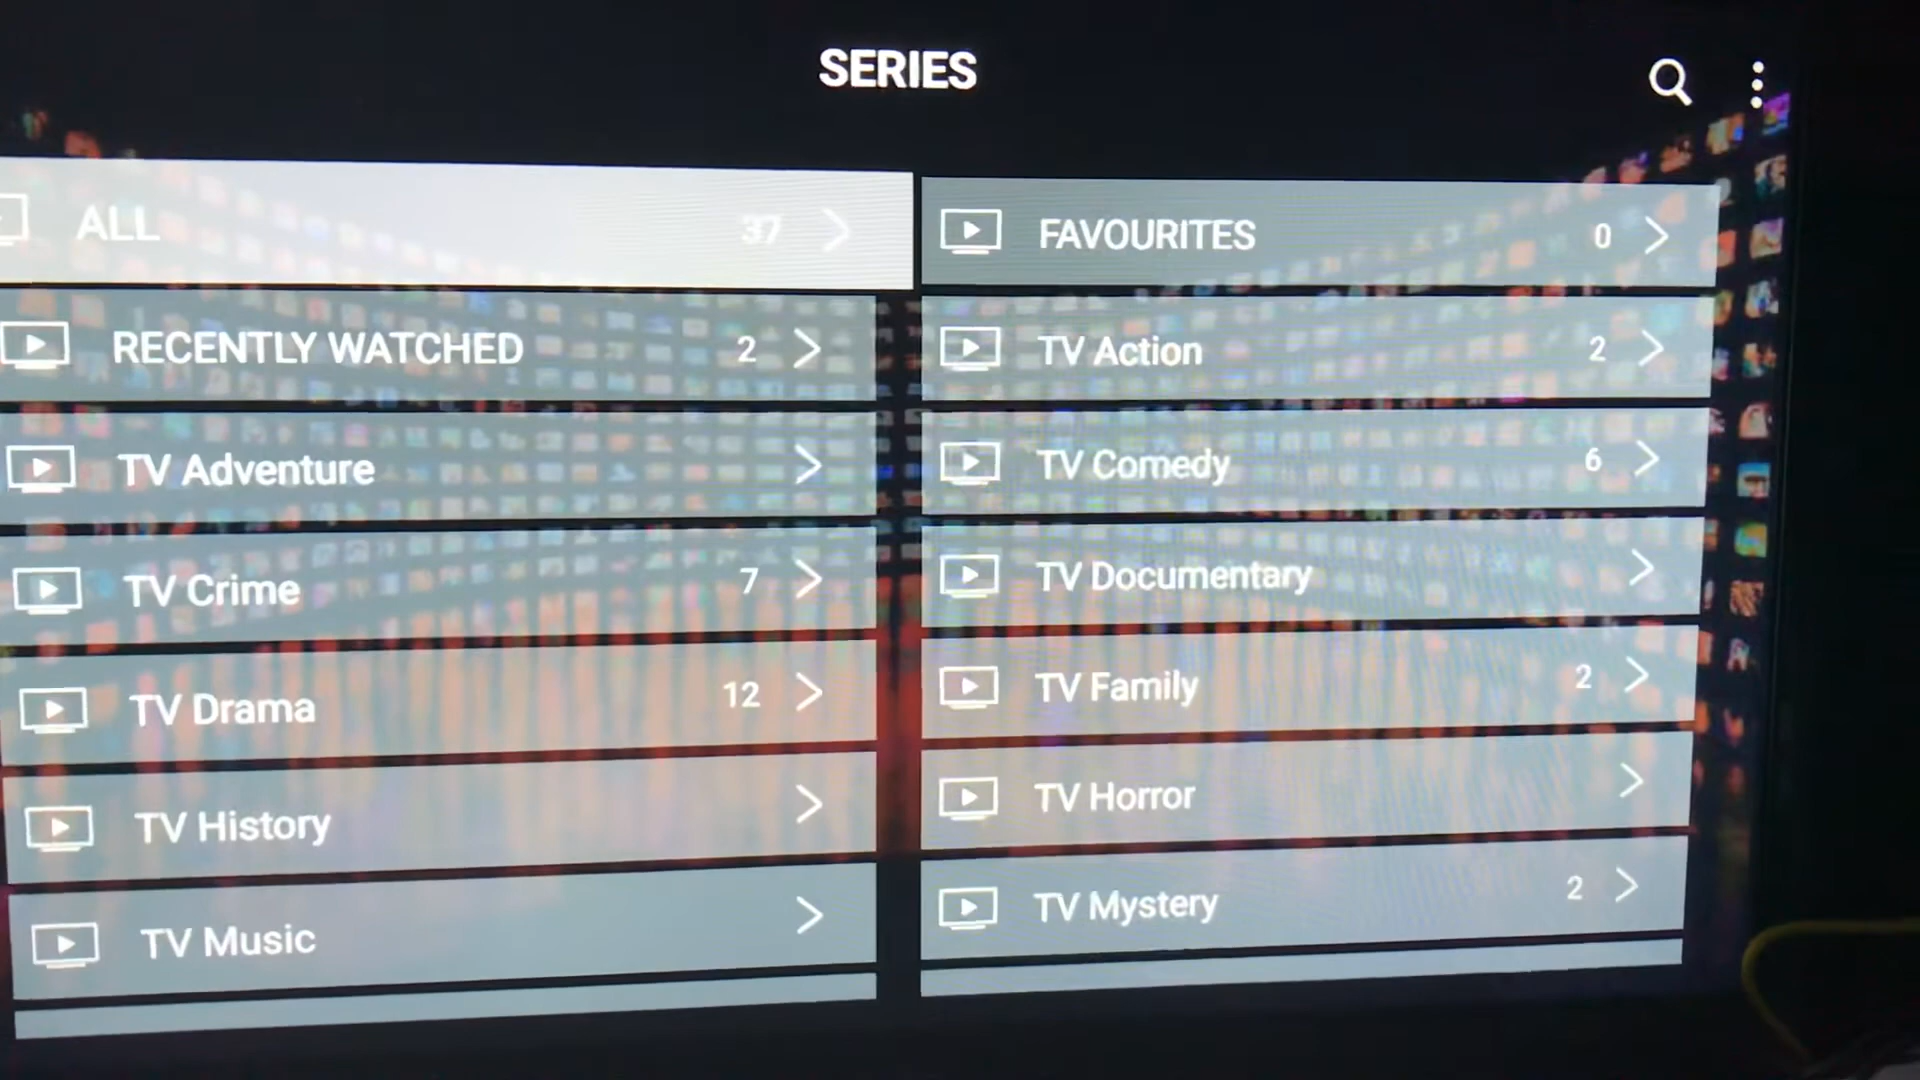 SERIES
ALL 37
FAVOURITES 0
RECENTLY WATCHED 2
TV Action 2
TV Adventure
TV Comedy 6
TV Crime 7
TV Documentary
TV Drama 12
TV Family 2
TV History
TV Horror
TV Music
TV Mystery 2